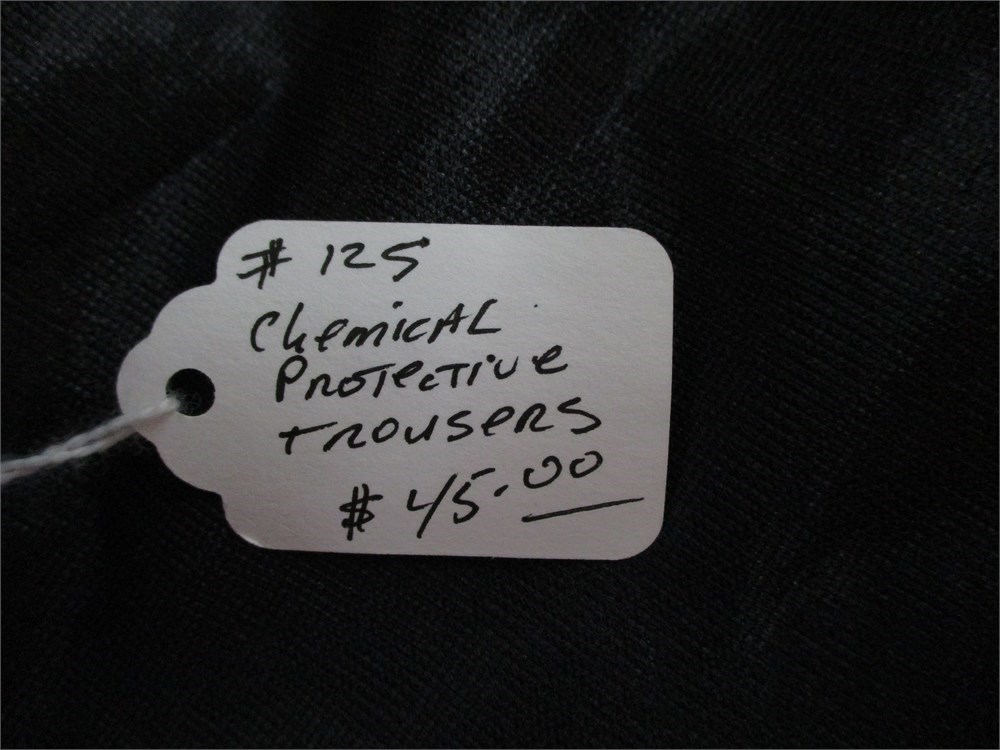 # 125
Chemical
Protective
trousers
$ 45.00